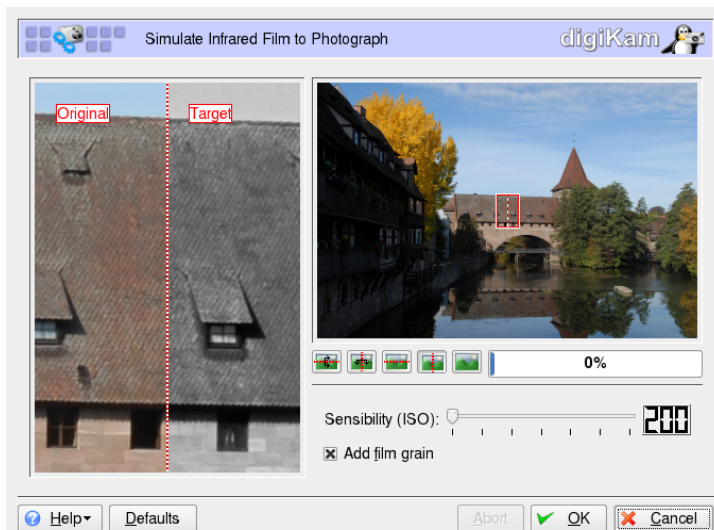 Simulate Infrared Film to Photograph
digiKam
Original
Target
0%
Sensibility (ISO):
200
Add film grain
Help
Defaults
Abort
OK
Cancel